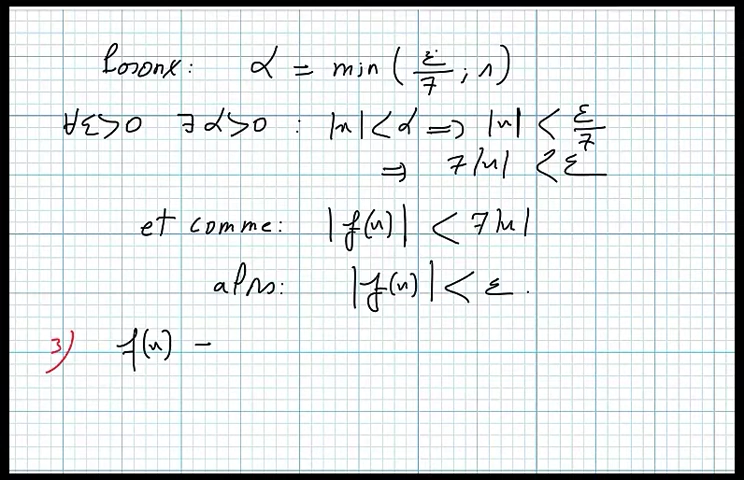 Posons: α = min(ε/7; 1)
∀ε>0 ∃α>0 : |x| < α ⇒ |x| < ε/7
⇒ 7|x| < ε
et comme: |f(x)| < 7|x|
alors: |f(x)| < ε.
3) f(x) -